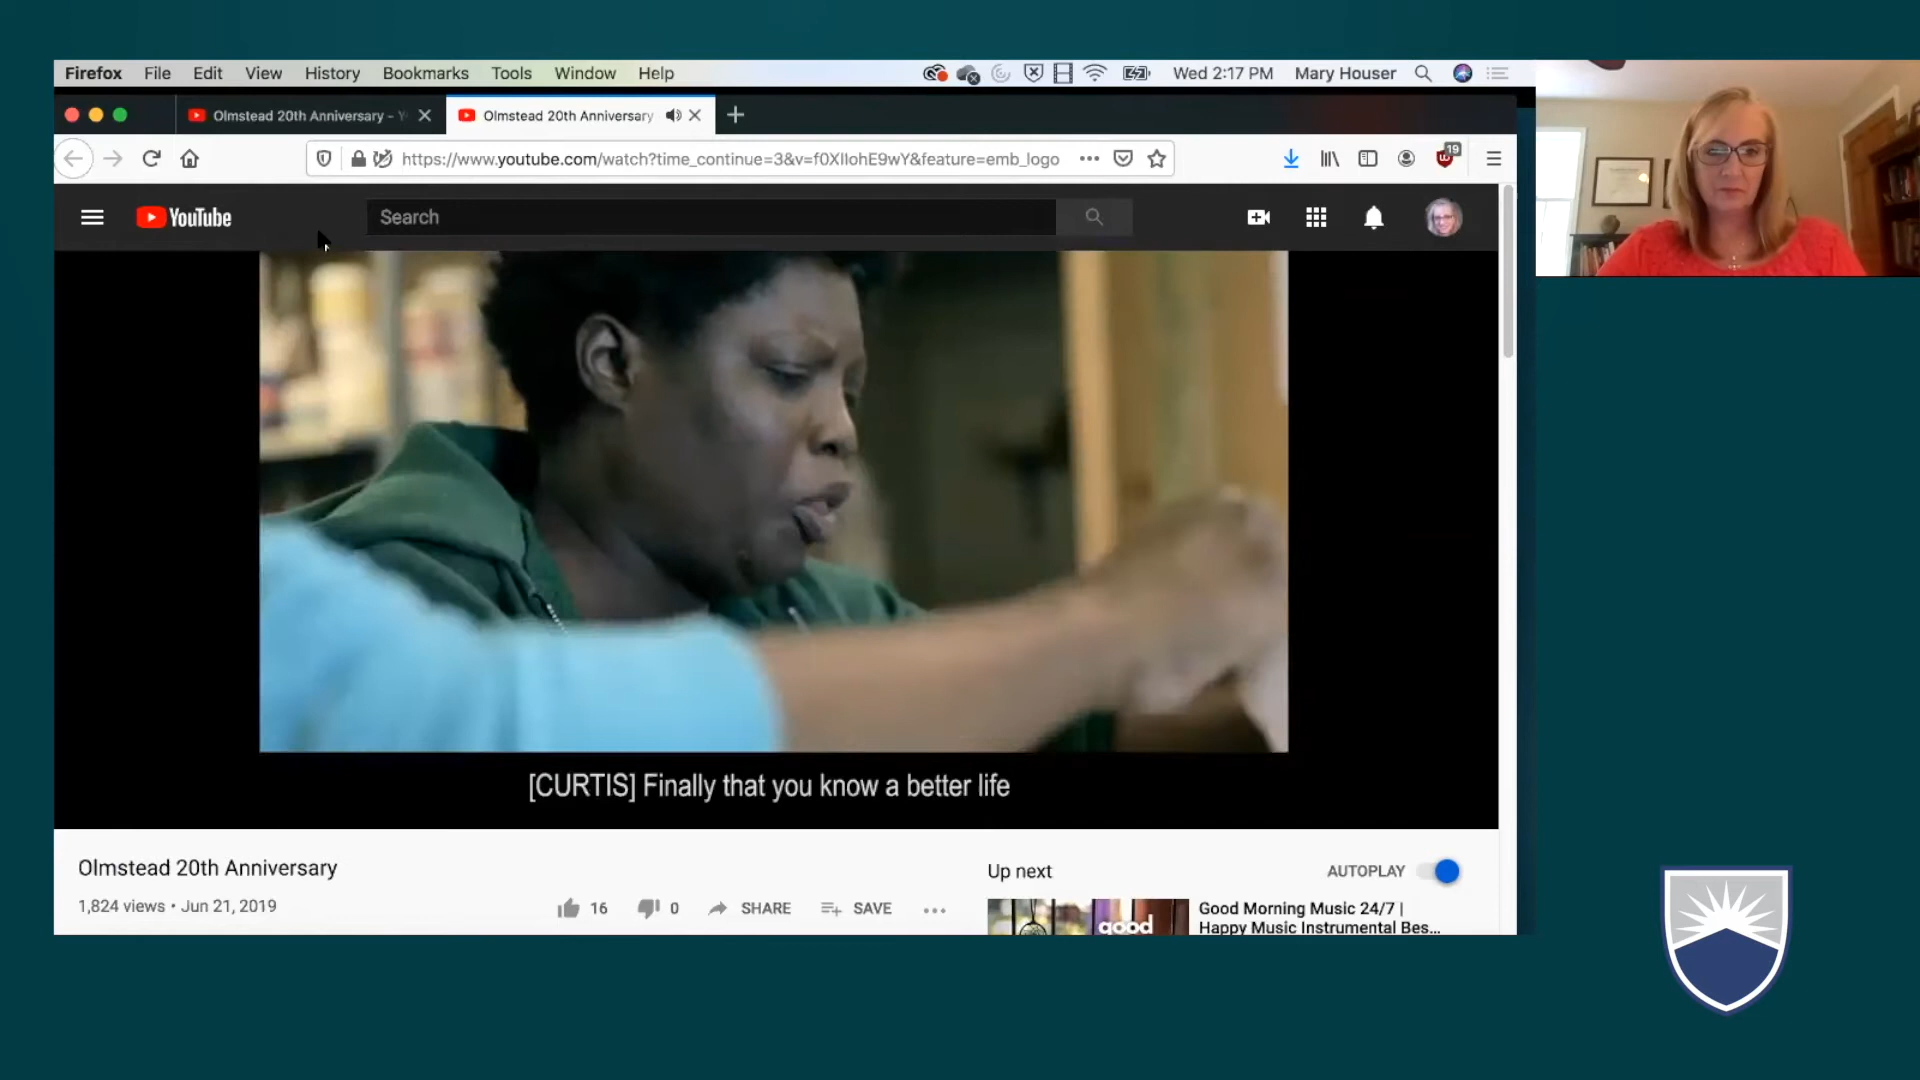 Firefox File Edit View History Bookmarks Tools Window Help Wed 2:17 PM Mary Houser
Olmstead 20th Anniversary - Y
Olmstead 20th Anniversary
https://www.youtube.com/watch?time_continue=3&v=f0XlIohE9wY&feature=emb_logo
19
YouTube
Search
[CURTIS] Finally that you know a better life
Olmstead 20th Anniversary
1,824 views • Jun 21, 2019
16
0
SHARE
SAVE
Up next
AUTOPLAY
good
Good Morning Music 24/7 |
Happy Music Instrumental Bes...